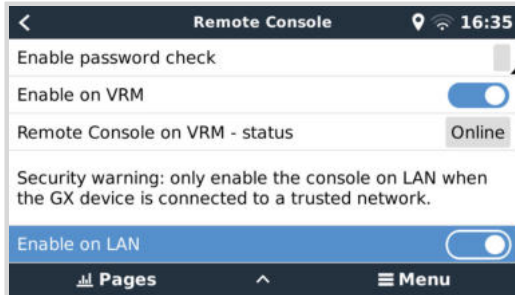 Remote Console 16:35
Enable password check
Enable on VRM
Remote Console on VRM - status Online
Security warning: only enable the console on LAN when
the GX device is connected to a trusted network.
Enable on LAN
Pages Menu